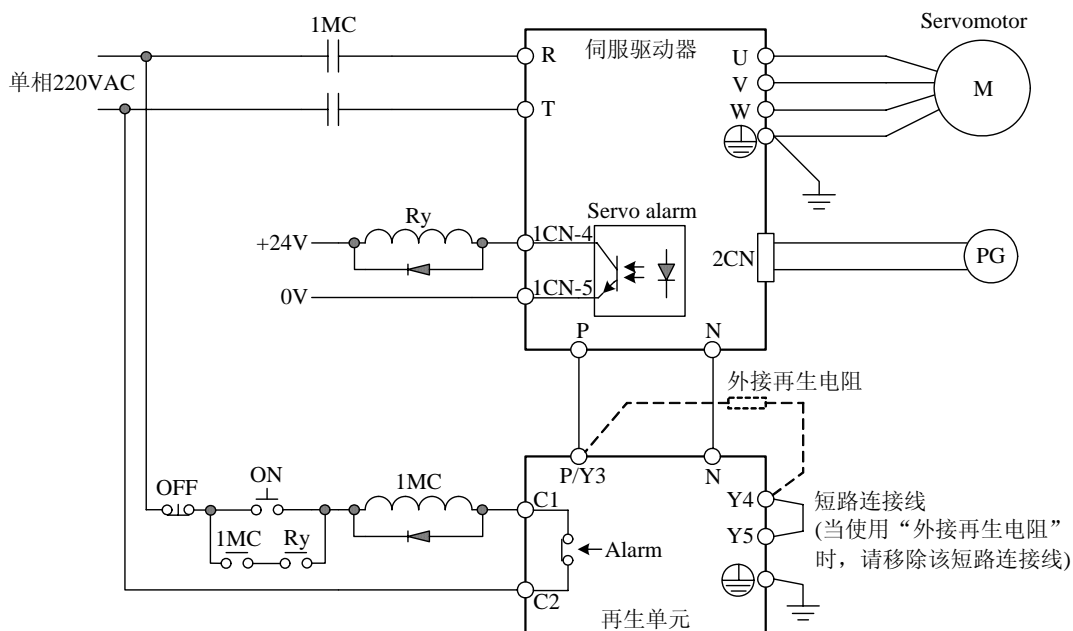 Servomotor
1MC
R
伺服驱动器
U
单相220VAC
V
M
T
W
Ry
Servo alarm
+24V
1CN-4
2CN
PG
0V
1CN-5
P
N
外接再生电阻
P/Y3
N
OFF
ON
1MC
C1
Y4
短路连接线
(当使用“外接再生电阻”
时，请移除该短路连接线)
1MC
Ry
Alarm
Y5
C2
再生单元